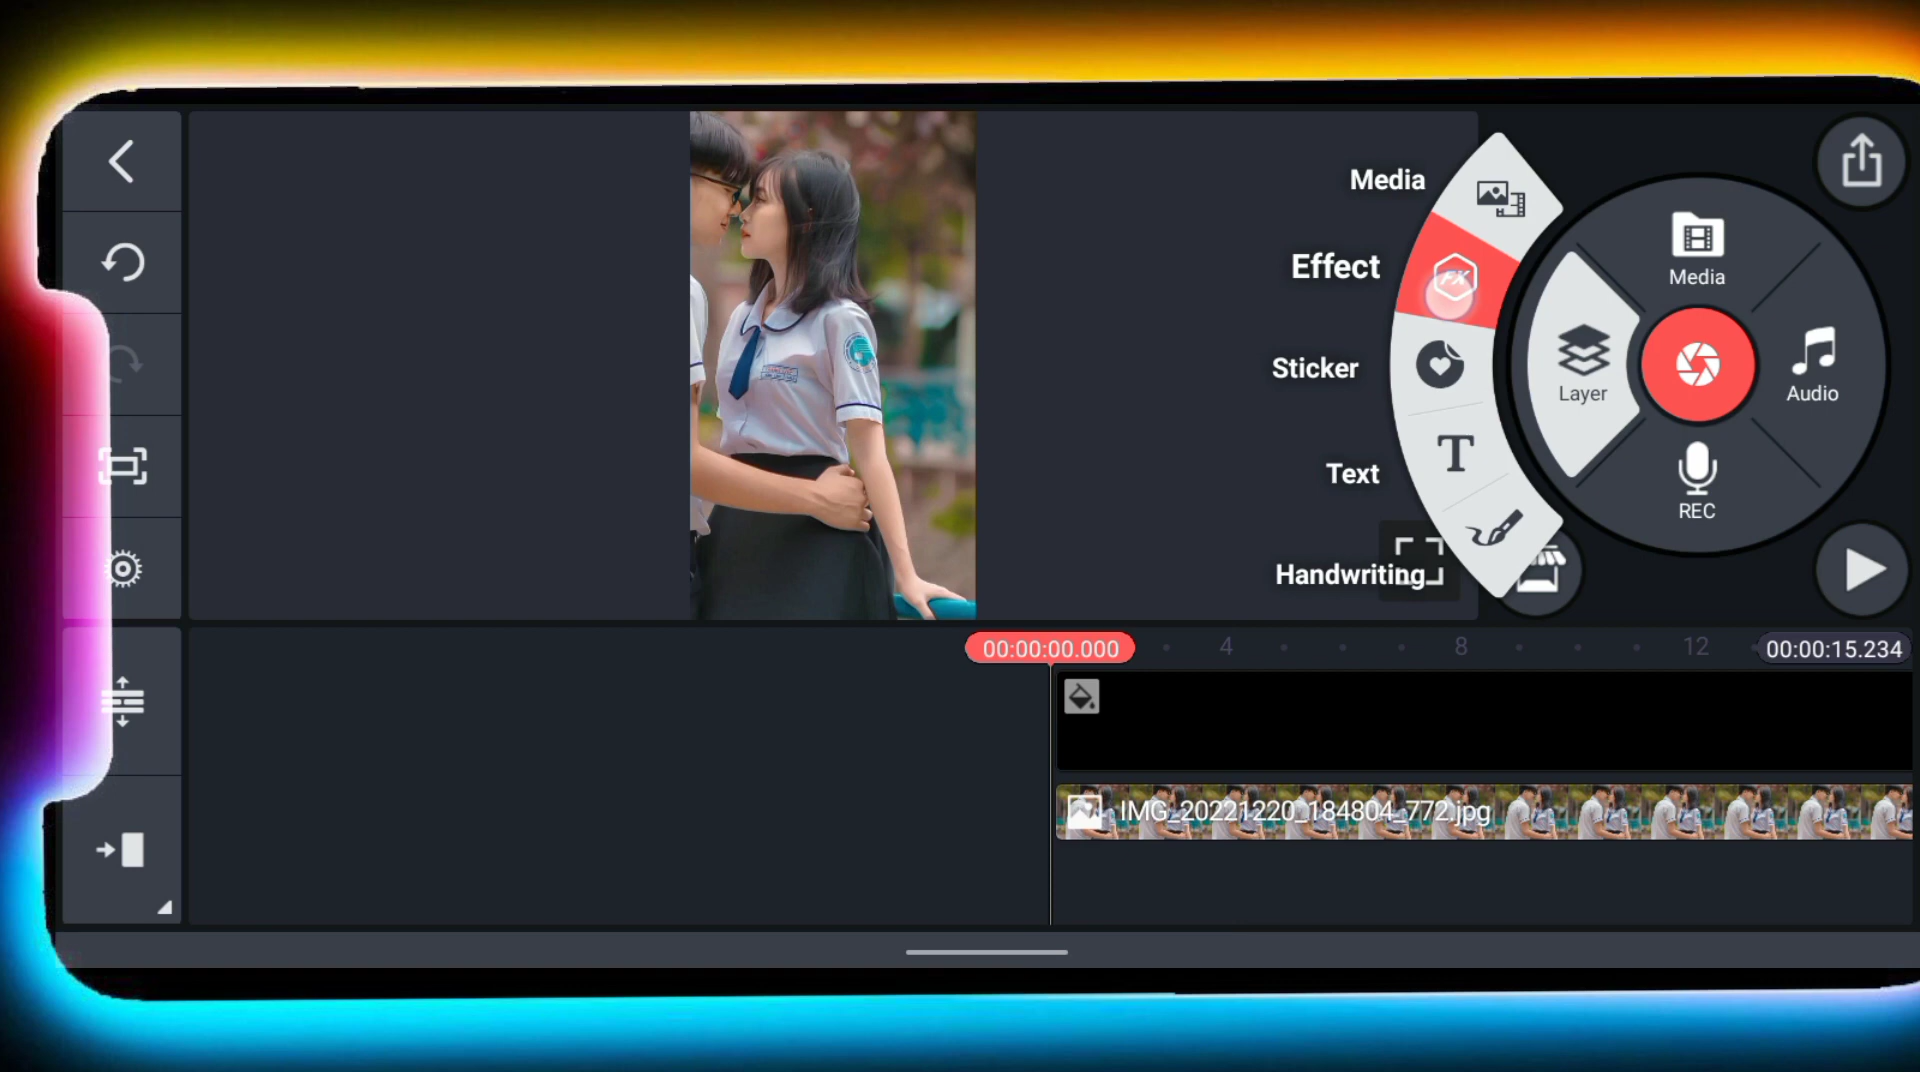 Media
Effect
Sticker
Text
Handwriting
Media
Layer
Audio
REC
00:00:00.000
4
8
12
00:00:15.234
IMG_20221220_184804_772.jpg